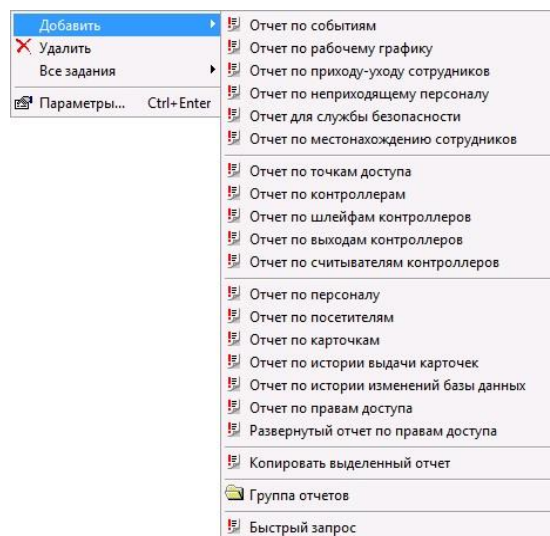 Добавить
Удалить
Все задания
Параметры... Ctrl+Enter
Отчет по событиям
Отчет по рабочему графику
Отчет по приходу-уходу сотрудников
Отчет по неприходящему персоналу
Отчет для службы безопасности
Отчет по местонахождению сотрудников
Отчет по точкам доступа
Отчет по контроллерам
Отчет по шлейфам контроллеров
Отчет по выходам контроллеров
Отчет по считывателям контроллеров
Отчет по персоналу
Отчет по посетителям
Отчет по карточкам
Отчет по истории выдачи карточек
Отчет по истории изменений базы данных
Отчет по правам доступа
Развернутый отчет по правам доступа
Копировать выделенный отчет
Группа отчетов
Быстрый запрос